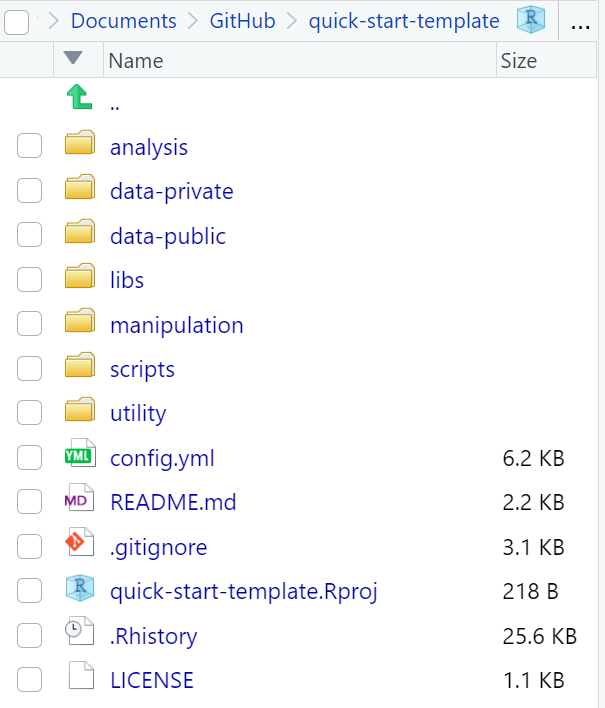 Documents > GitHub > quick-start-template R ...
Name Size
..
analysis
data-private
data-public
libs
manipulation
scripts
utility
YML config.yml 6.2 KB
MD README.md 2.2 KB
.gitignore 3.1 KB
R quick-start-template.Rproj 218 B
.Rhistory 25.6 KB
LICENSE 1.1 KB